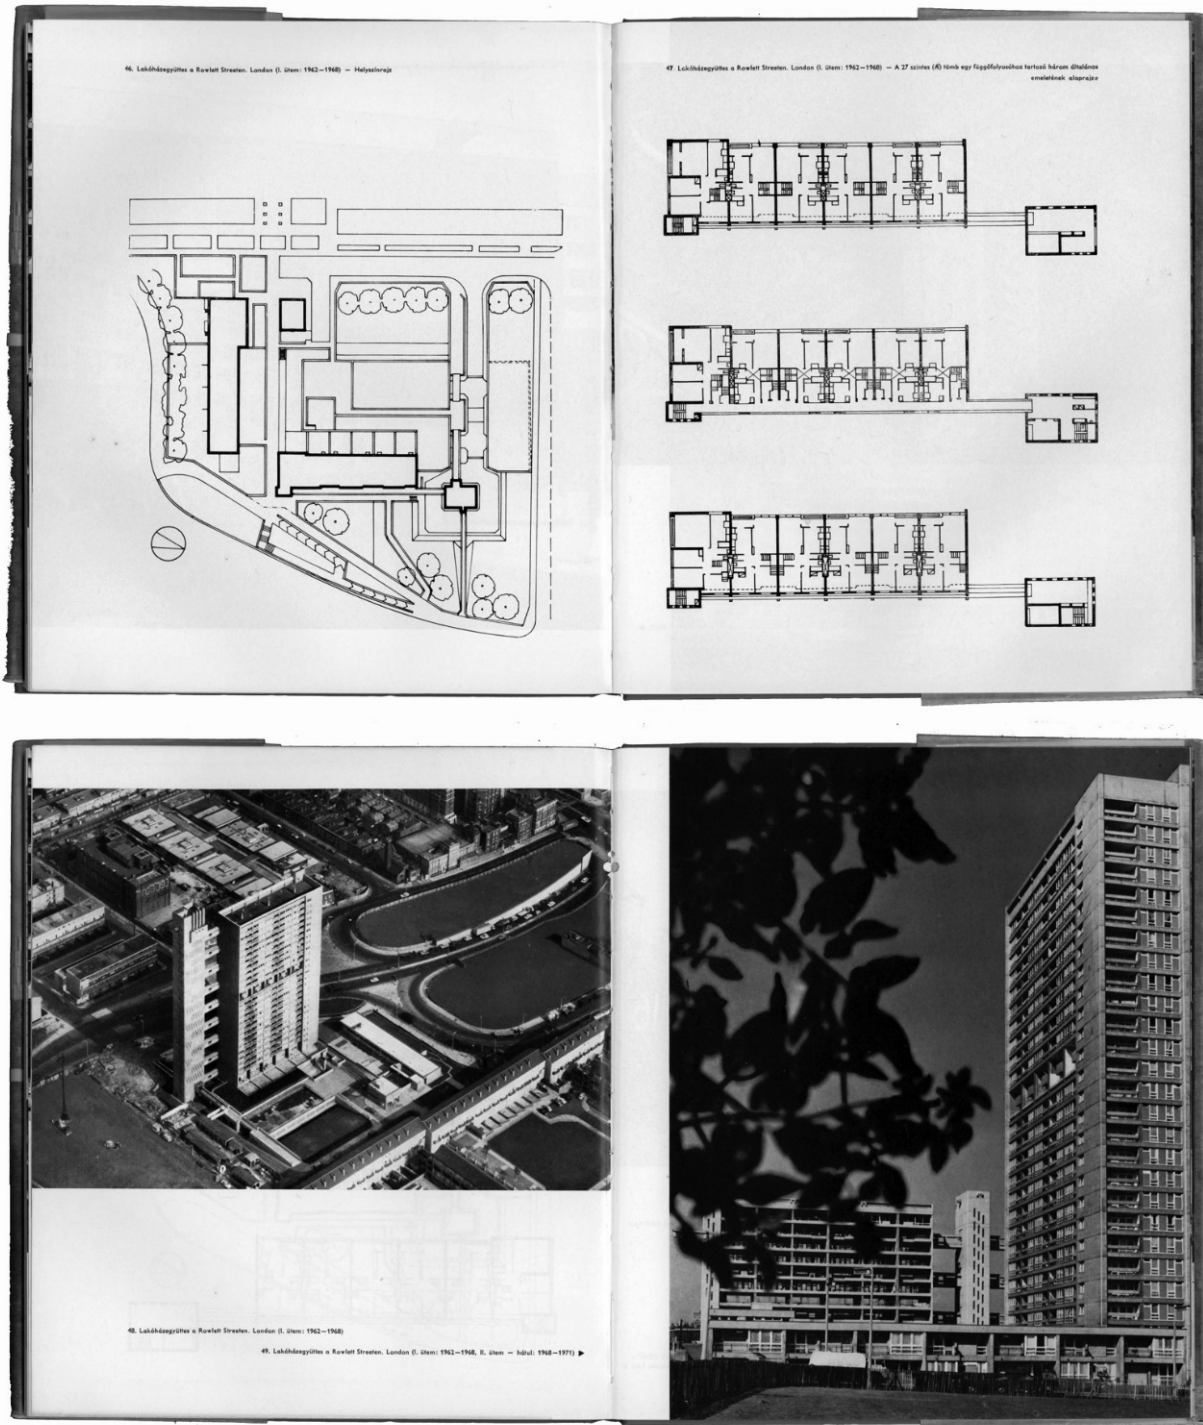 46. Lakóházegyüttes a Rowlett Streeten. London (I. ütem: 1962—1968) — Helyszínrajz
47. Lakóházegyüttes a Rowlett Streeten. London (I. ütem: 1962—1968) — A 27 szintes (Æ) tömb egy függőfolyosóhoz tartozó három általános
emeletének alaprajza
48. Lakóházegyüttes a Rowlett Streeten. London (I. ütem: 1962—1968)
49. Lakóházegyüttes a Rowlett Streeten. London (I. ütem: 1962—1968, II. ütem — hátul: 1968—1971) ▶